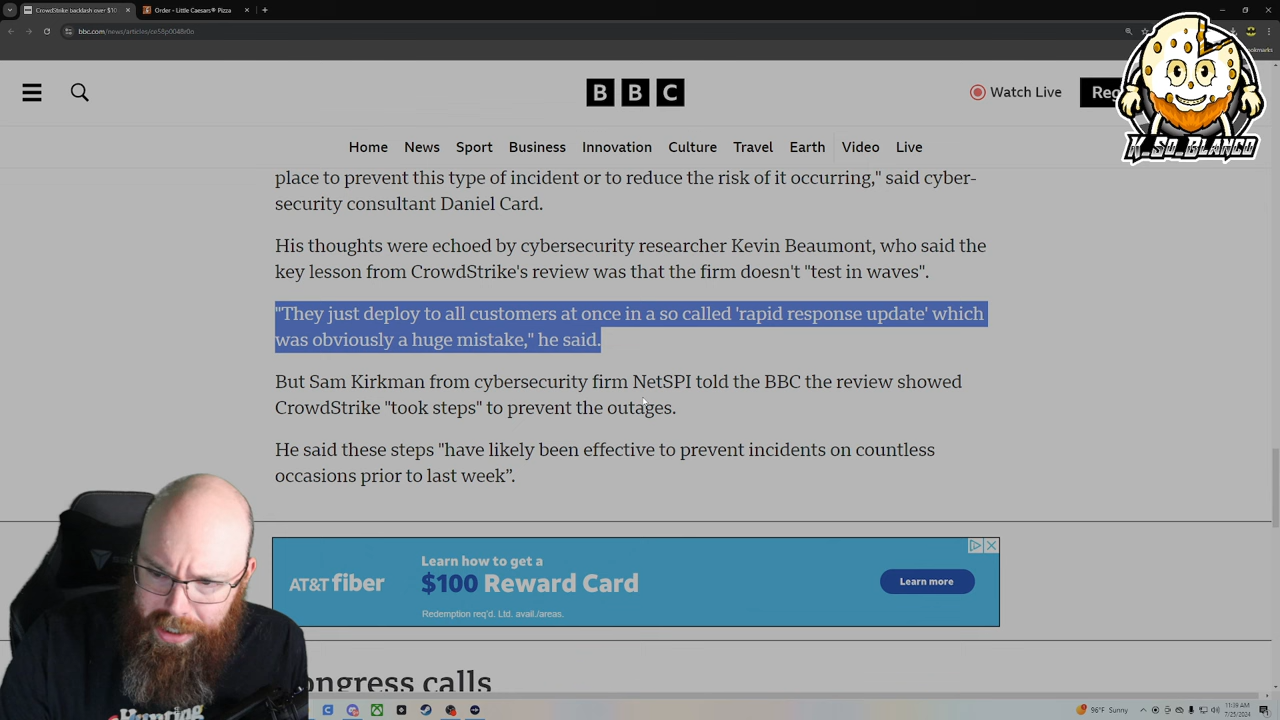 CrowdStrike backlash over $10
Order - Little Caesars® Pizza
bbc.com/news/articles/ce58p0048r0o
BBC
Watch Live
Reg
K_So_Blanco
Home News Sport Business Innovation Culture Travel Earth Video Live
place to prevent this type of incident or to reduce the risk of it occurring," said cyber-
security consultant Daniel Card.
His thoughts were echoed by cybersecurity researcher Kevin Beaumont, who said the
key lesson from CrowdStrike's review was that the firm doesn't "test in waves".
"They just deploy to all customers at once in a so called 'rapid response update' which
was obviously a huge mistake," he said.
But Sam Kirkman from cybersecurity firm NetSPI told the BBC the review showed
CrowdStrike "took steps" to prevent the outages.
He said these steps "have likely been effective to prevent incidents on countless
occasions prior to last week”.
AT&T fiber
Learn how to get a
$100 Reward Card
Redemption req'd. Ltd. avail./areas.
Learn more
ongress calls
Hunting
96°F Sunny
11:39 AM
7/25/2024